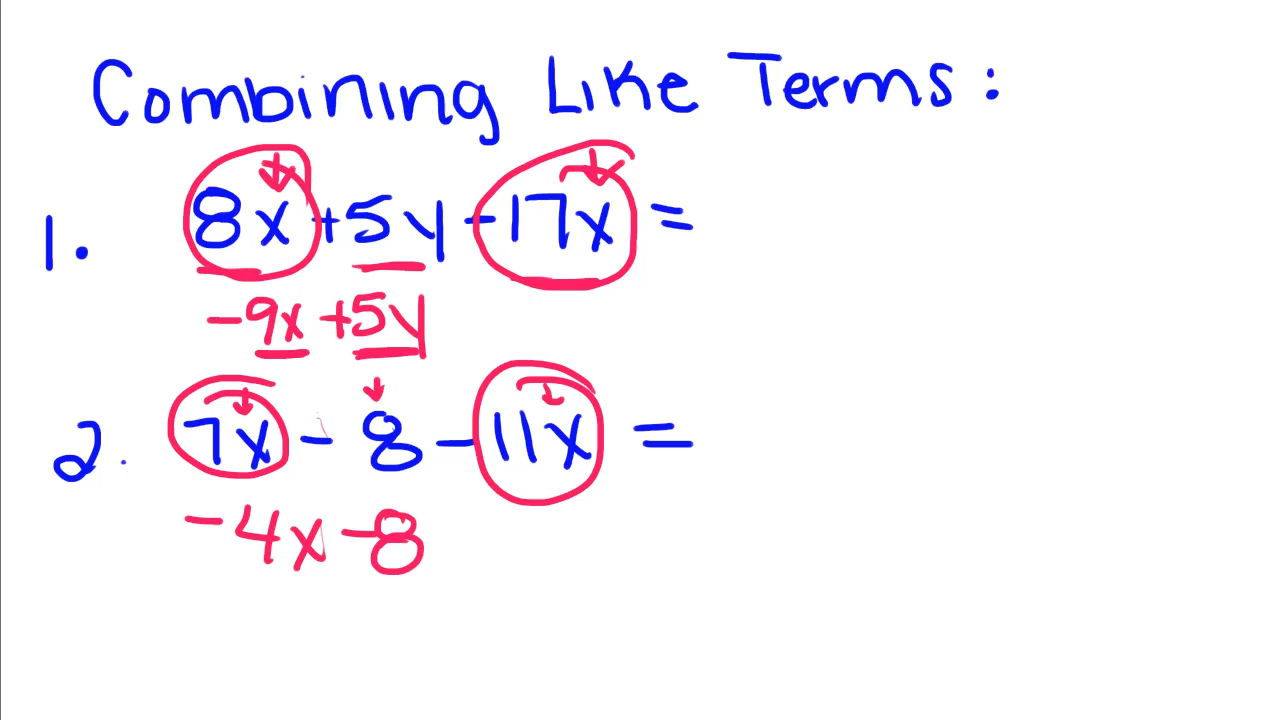 Combining Like Terms:
1. 8x+5y-17x=
-9x+5y
2. 7x-8-11x=
-4x-8